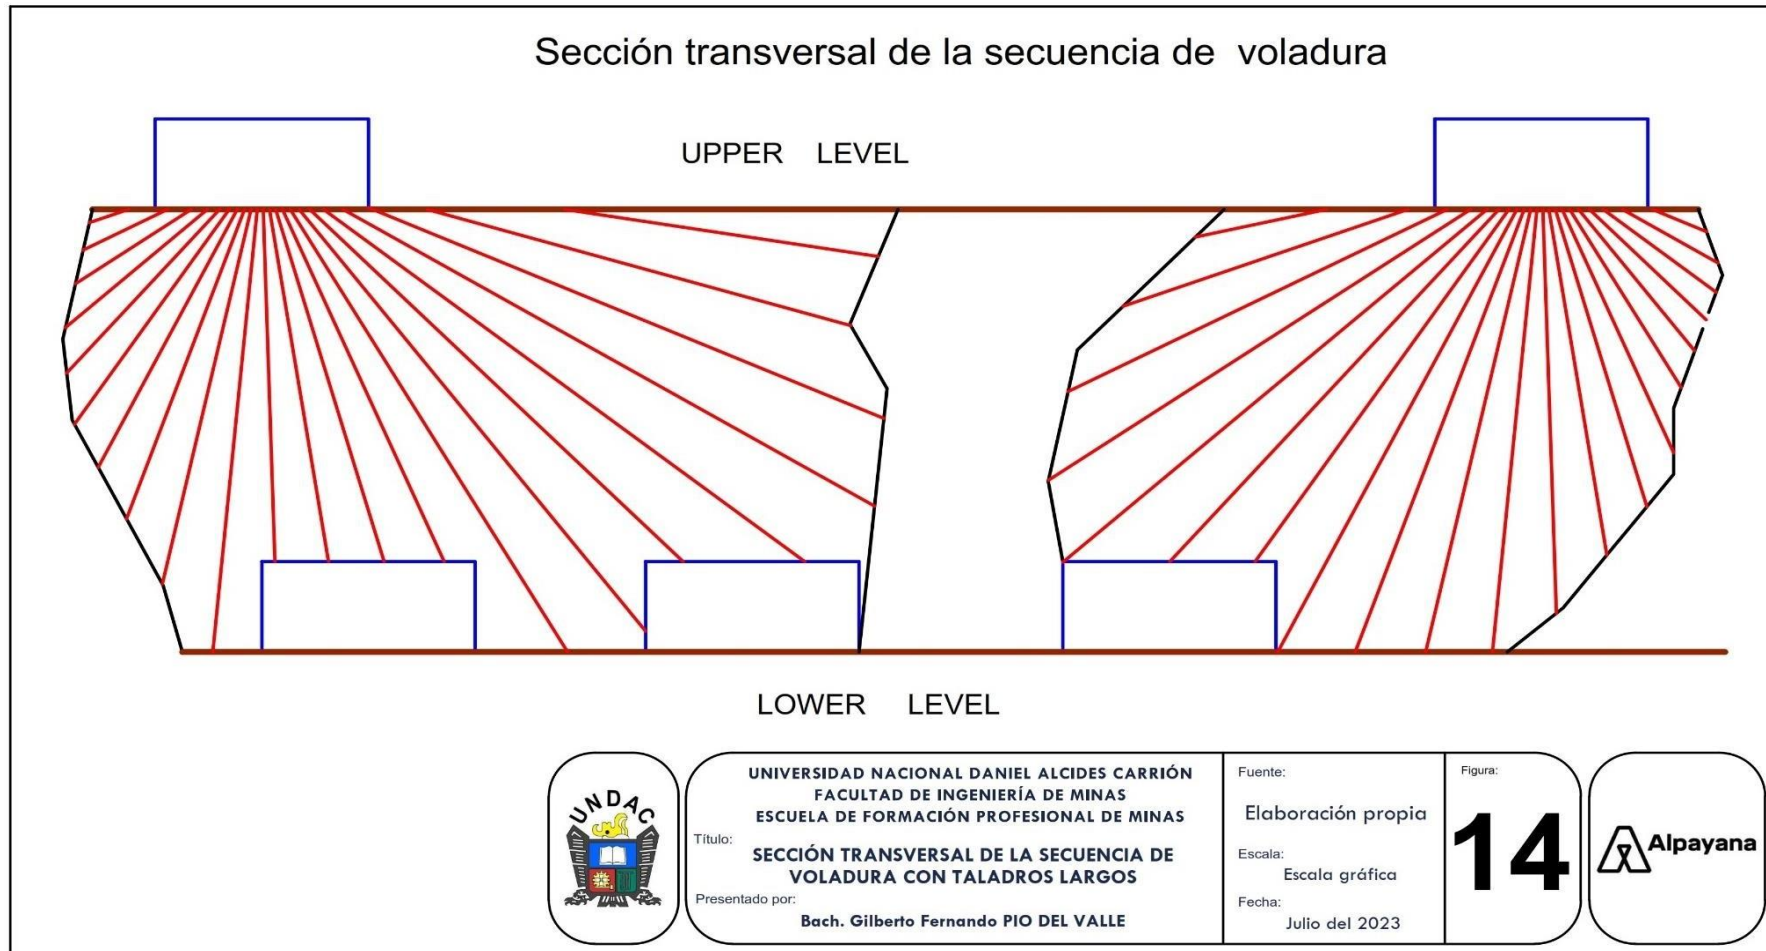 Sección transversal de la secuencia de voladura
UPPER LEVEL
LOWER LEVEL
UNDAC
UNIVERSIDAD NACIONAL DANIEL ALCIDES CARRIÓN
FACULTAD DE INGENIERÍA DE MINAS
ESCUELA DE FORMACIÓN PROFESIONAL DE MINAS
Título:
SECCIÓN TRANSVERSAL DE LA SECUENCIA DE
VOLADURA CON TALADROS LARGOS
Presentado por:
Bach. Gilberto Fernando PIO DEL VALLE
Fuente:
Elaboración propia
Escala:
Escala gráfica
Fecha:
Julio del 2023
Figura:
14
Alpayana